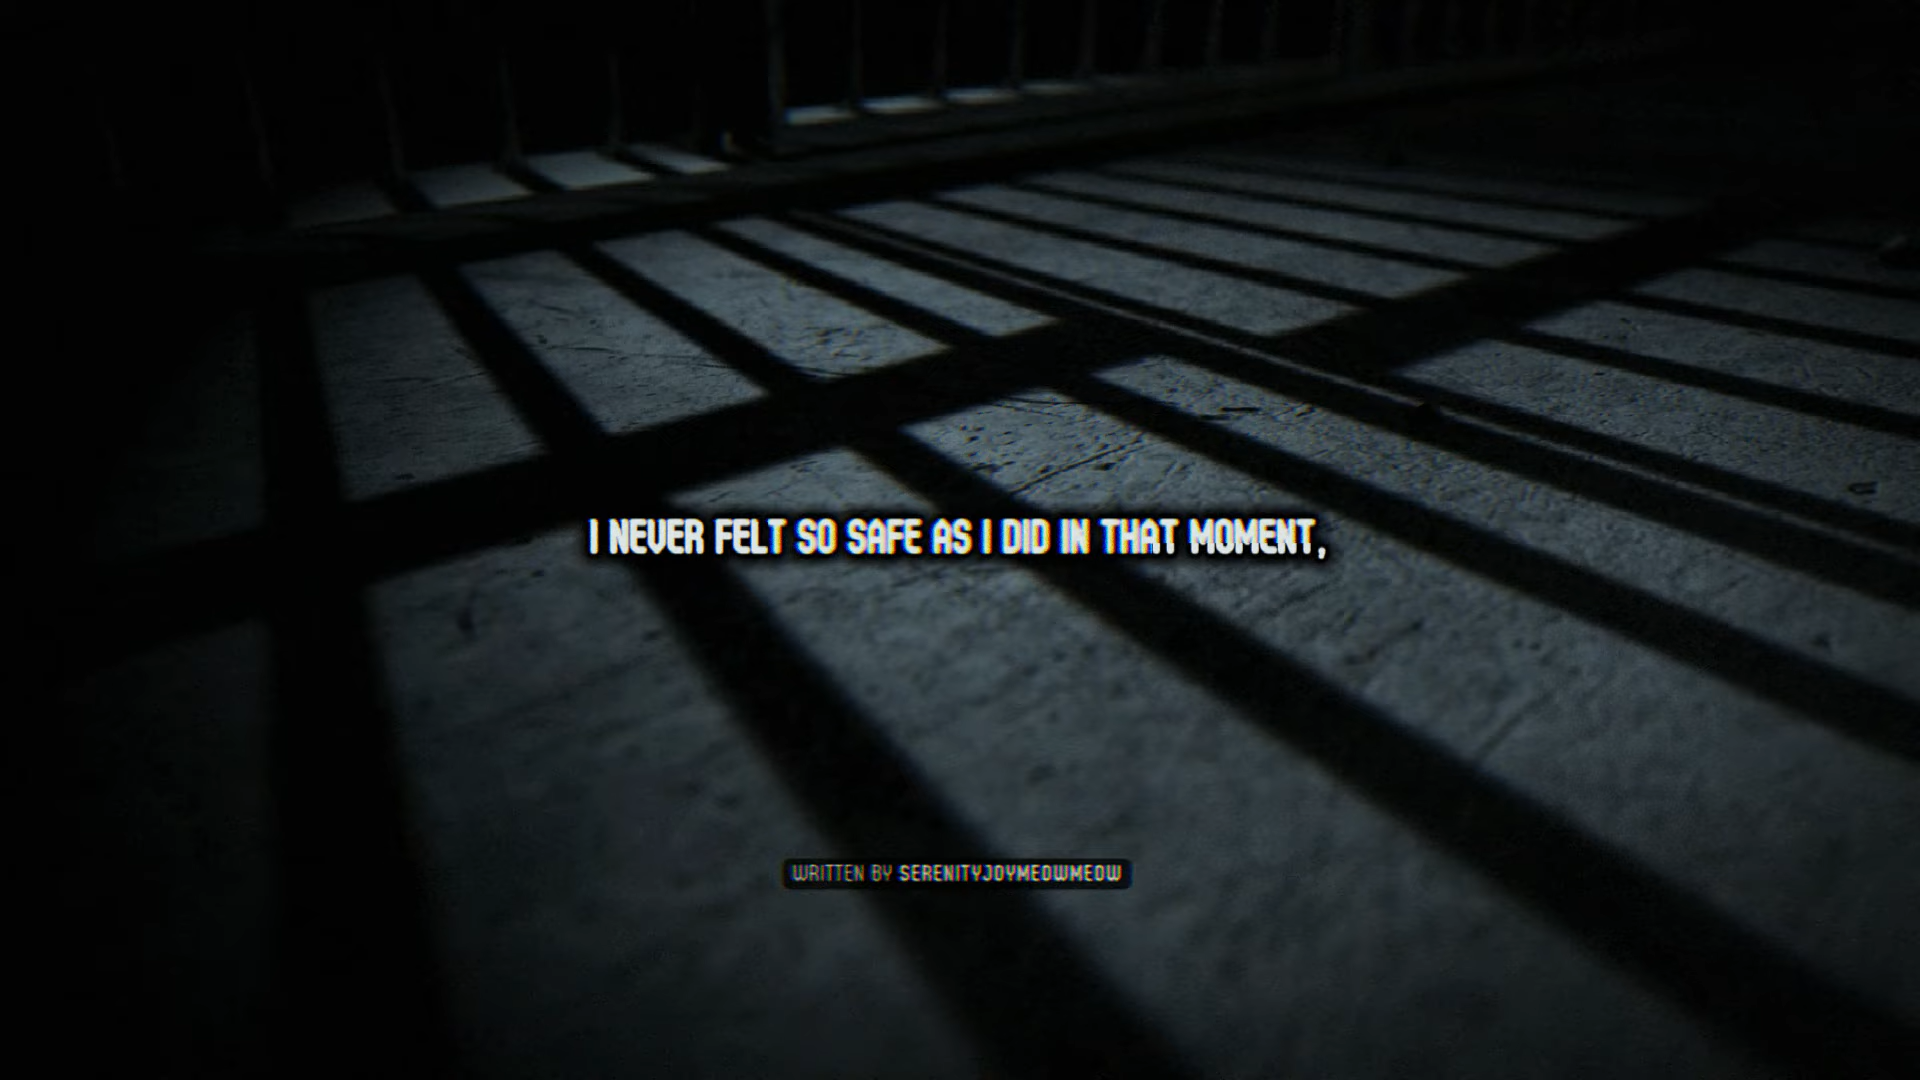 I NEVER FELT SO SAFE AS I DID IN THAT MOMENT,
WRITTEN BY SERENITYJOYMEOWMEOW